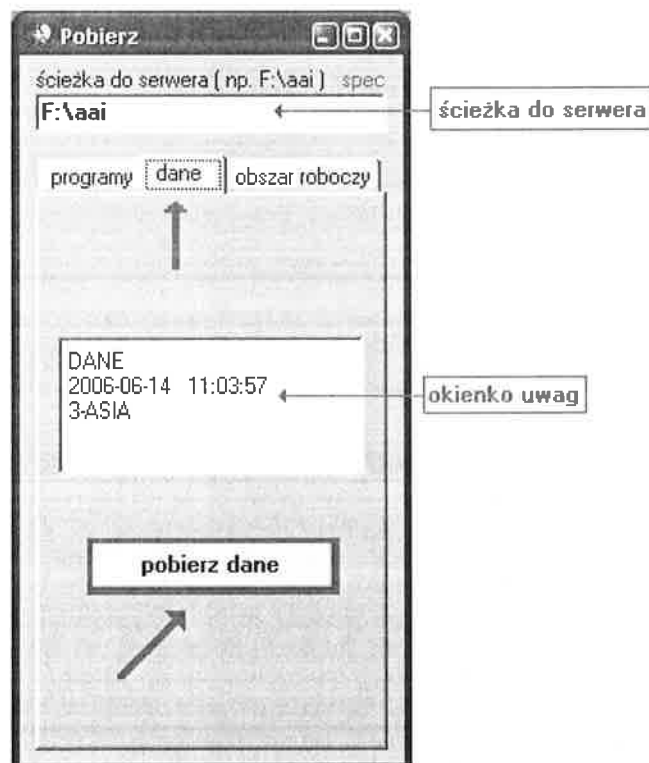 Pobierz
ścieżka do serwera ( np. F:\aai ) spec
F:\aai
ścieżka do serwera
programy dane obszar roboczy
DANE
2006-06-14 11:03:57
3-ASIA
okienko uwag
pobierz dane